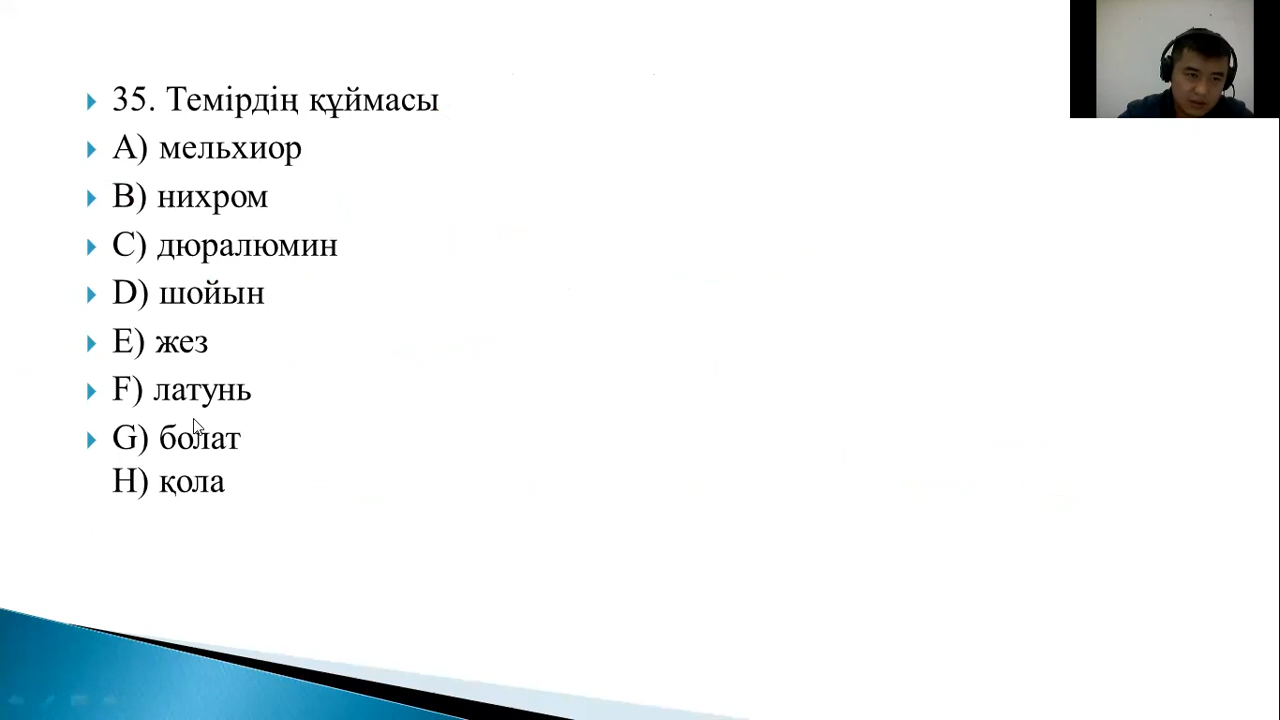 35. Темірдің құймасы
A) мельхиор
B) нихром
C) дюралюмин
D) шойын
E) жез
F) латунь
G) болат
H) қола